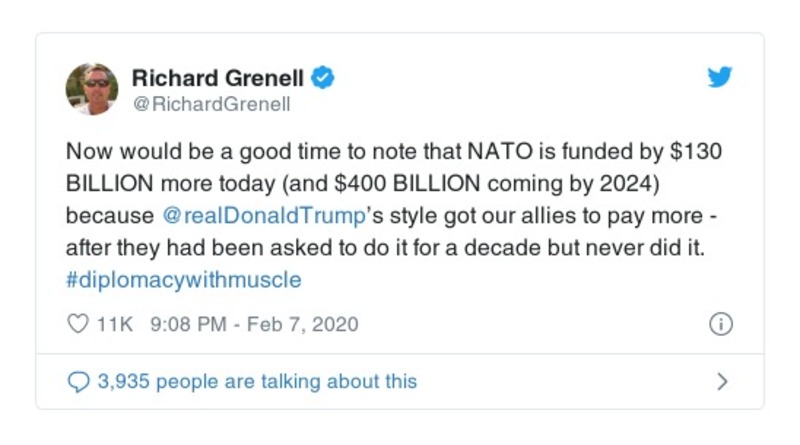 Richard Grenell
@RichardGrenell
Now would be a good time to note that NATO is funded by $130
BILLION more today (and $400 BILLION coming by 2024)
because @realDonaldTrump's style got our allies to pay more -
after they had been asked to do it for a decade but never did it.
#diplomacywithmuscle
11K 9:08 PM - Feb 7, 2020
3,935 people are talking about this